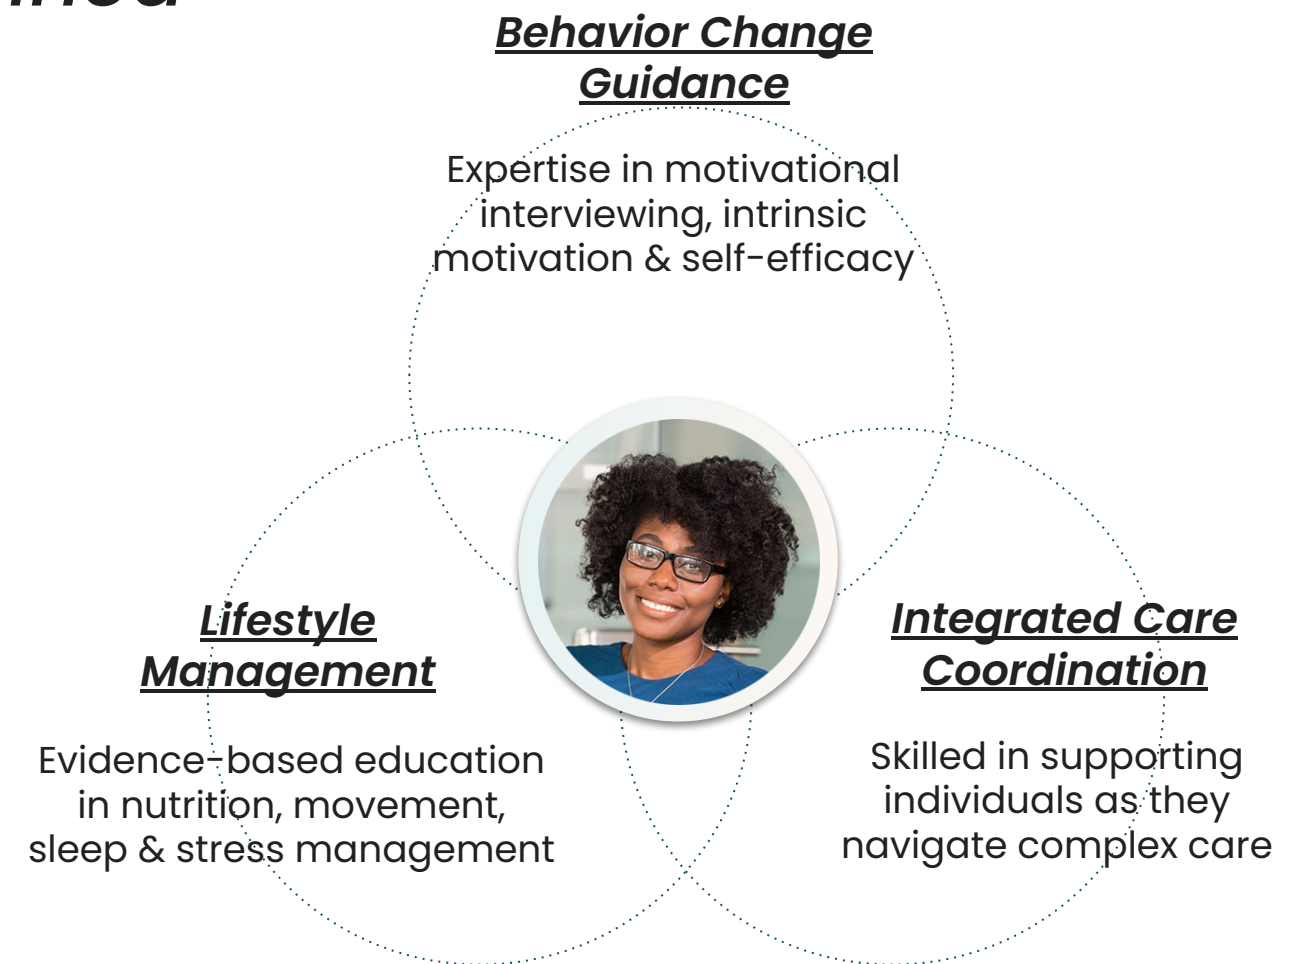 Behavior Change
Guidance
Expertise in motivational
interviewing, intrinsic
motivation & self-efficacy
Lifestyle
Management
Evidence-based education
in nutrition, movement,
sleep & stress management
Integrated Care
Coordination
Skilled in supporting
individuals as they
navigate complex care